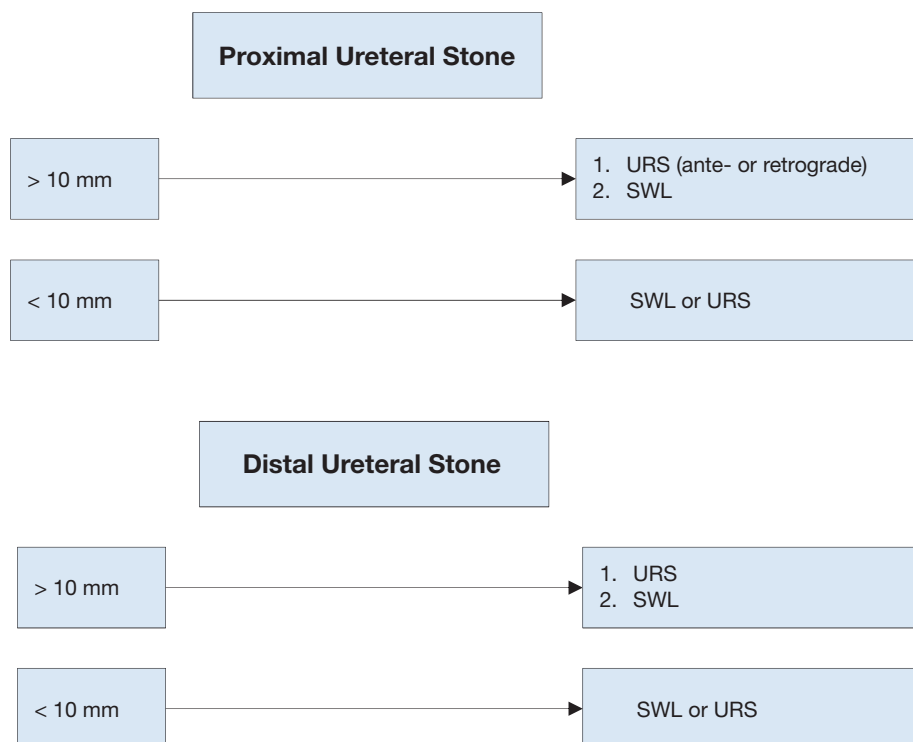 Proximal Ureteral Stone
> 10 mm
1. URS (ante- or retrograde)
2. SWL
< 10 mm
SWL or URS
Distal Ureteral Stone
> 10 mm
1. URS
2. SWL
< 10 mm
SWL or URS